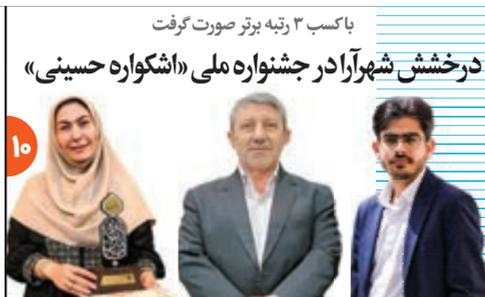 با کسب ۳ رتبه برتر صورت گرفت
درخشش شهرآرا در جشنواره ملی «اشکواره حسینی»
۱۰